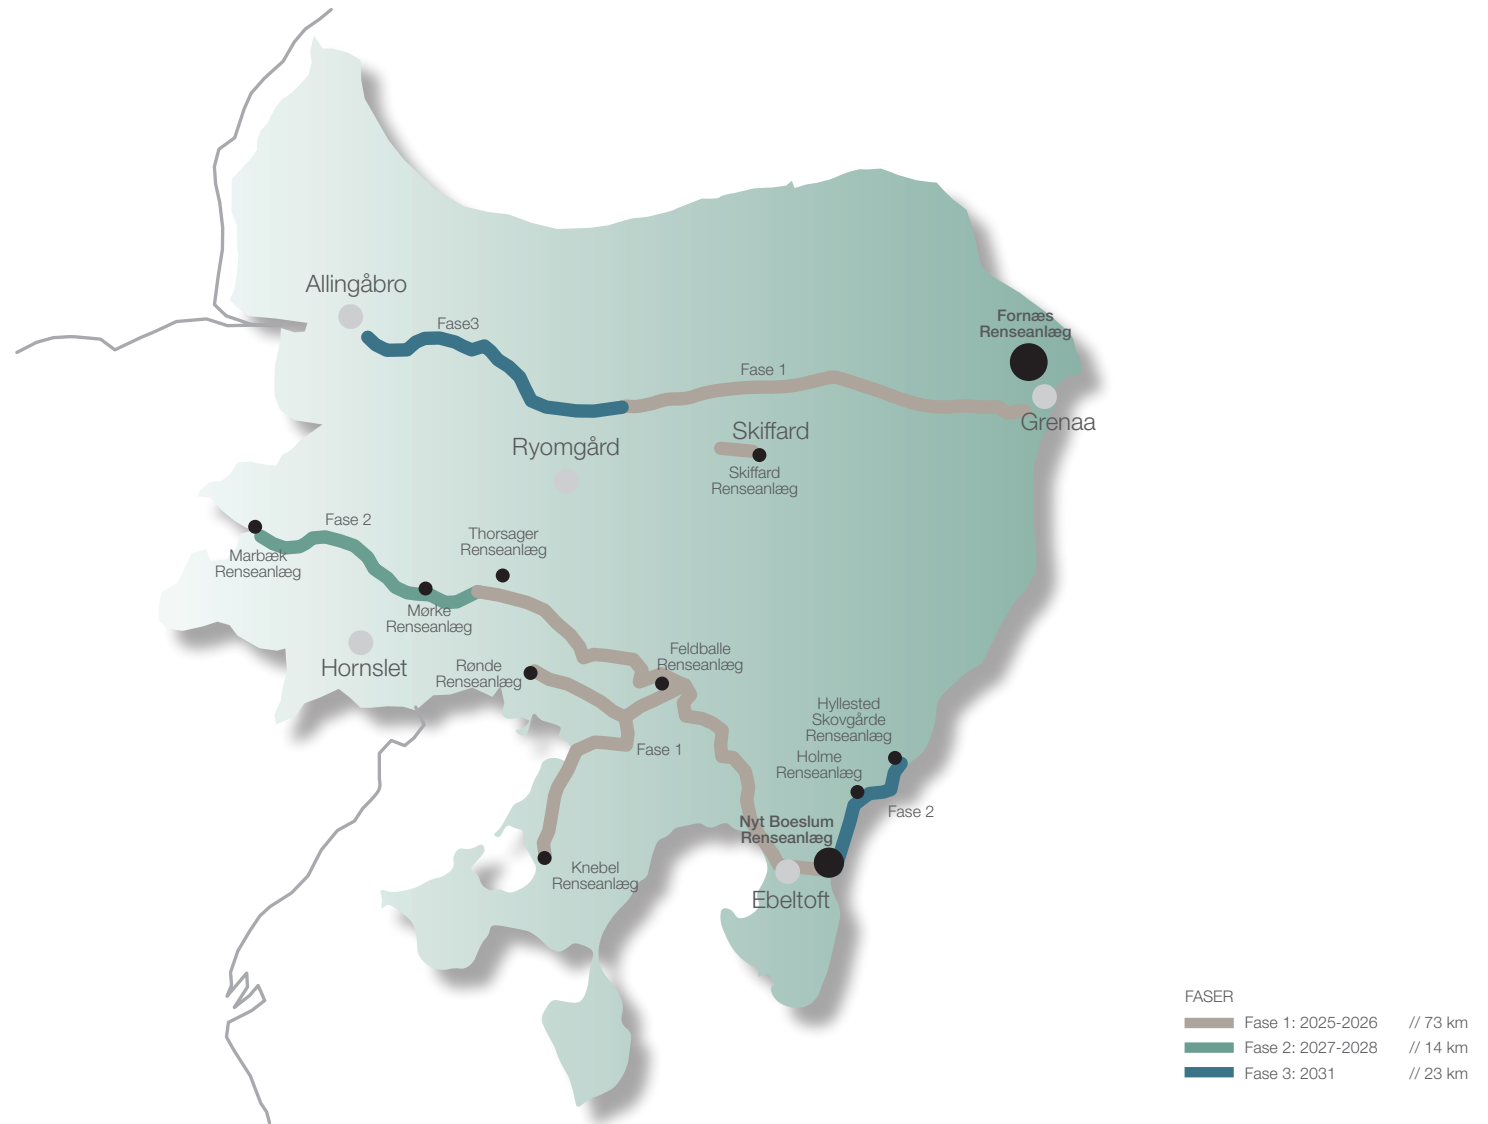 Allingåbro
Fase3
Fornæs
Renseanlæg
Fase 1
Grenaa
Skiffard
Ryomgård
Skiffard
Renseanlæg
Fase 2
Thorsager
Renseanlæg
Marbæk
Renseanlæg
Mørke
Renseanlæg
Hornslet
Rønde
Renseanlæg
Feldballe
Renseanlæg
Hyllested
Skovgårde
Renseanlæg
Fase 1
Holme
Renseanlæg
Fase 2
Nyt Boeslum
Renseanlæg
Knebel
Renseanlæg
Ebeltoft
FASER
Fase 1: 2025-2026 // 73 km
Fase 2: 2027-2028 // 14 km
Fase 3: 2031 // 23 km